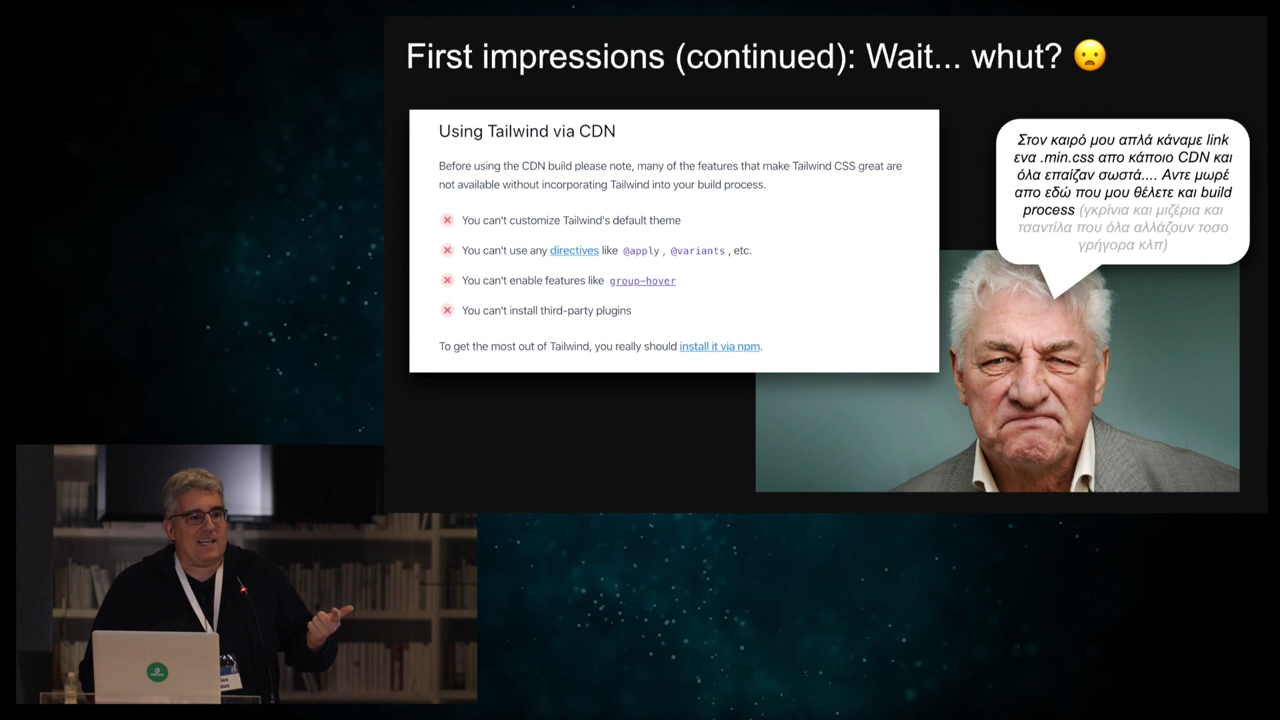 First impressions (continued): Wait... whut? 😦
Using Tailwind via CDN
Before using the CDN build please note, many of the features that make Tailwind CSS great are
not available without incorporating Tailwind into your build process.
You can't customize Tailwind's default theme
You can't use any directives like @apply , @variants , etc.
You can't enable features like group-hover
You can't install third-party plugins
To get the most out of Tailwind, you really should install it via npm.
Στον καιρό μου απλά κάναμε link
ενα .min.css απο κάποιο CDN και
όλα επαίζαν σωστά.... Αντε μωρέ
απο εδώ που μου θέλετε και build
process (γκρίνια και μιζέρια και
τσαντίλα που όλα αλλάζουν τοσο
γρήγορα κλπ)